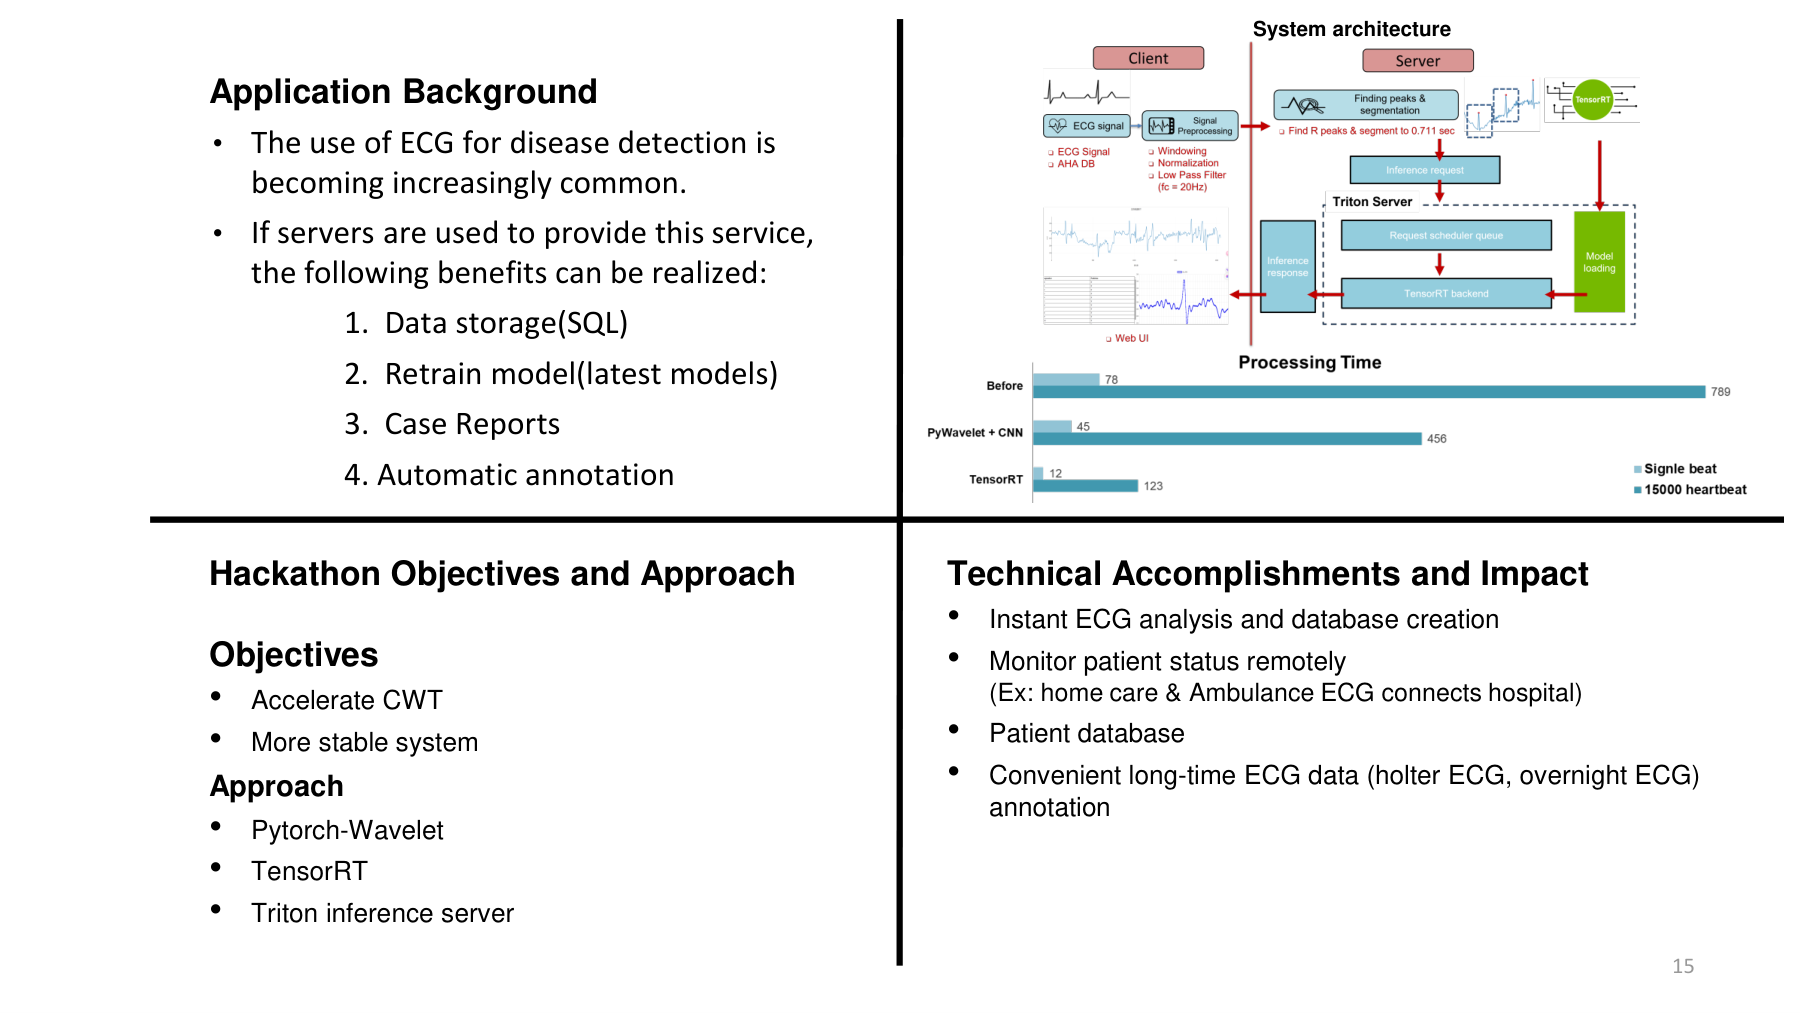 Application Background
• The use of ECG for disease detection is
becoming increasingly common.
• If servers are used to provide this service,
the following benefits can be realized:
1. Data storage(SQL)
2. Retrain model(latest models)
3. Case Reports
4. Automatic annotation
System architecture
Client
Server
ECG signal
Signal
Preprocessing
Finding peaks &
segmentation
TensorRT
Find R peaks & segment to 0.711 sec
ECG Signal
AHA DB
Windowing
Normalization
Low Pass Filter
(fc = 20Hz)
Inference request
Triton Server
Request scheduler queue
Inference
response
Model
loading
TensorRT backend
Web UI
Processing Time
Before
78
789
PyWavelet + CNN
45
456
TensorRT
12
123
Signle beat
15000 heartbeat
Hackathon Objectives and Approach
Objectives
• Accelerate CWT
• More stable system
Approach
• Pytorch-Wavelet
• TensorRT
• Triton inference server
Technical Accomplishments and Impact
• Instant ECG analysis and database creation
• Monitor patient status remotely
(Ex: home care & Ambulance ECG connects hospital)
• Patient database
• Convenient long-time ECG data (holter ECG, overnight ECG)
annotation
15